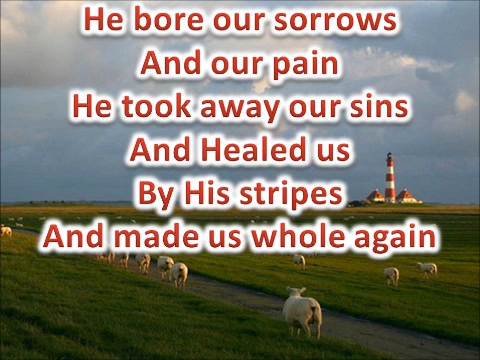 He bore our sorrows
And our pain
He took away our sins
And Healed us
By His stripes
And made us whole again